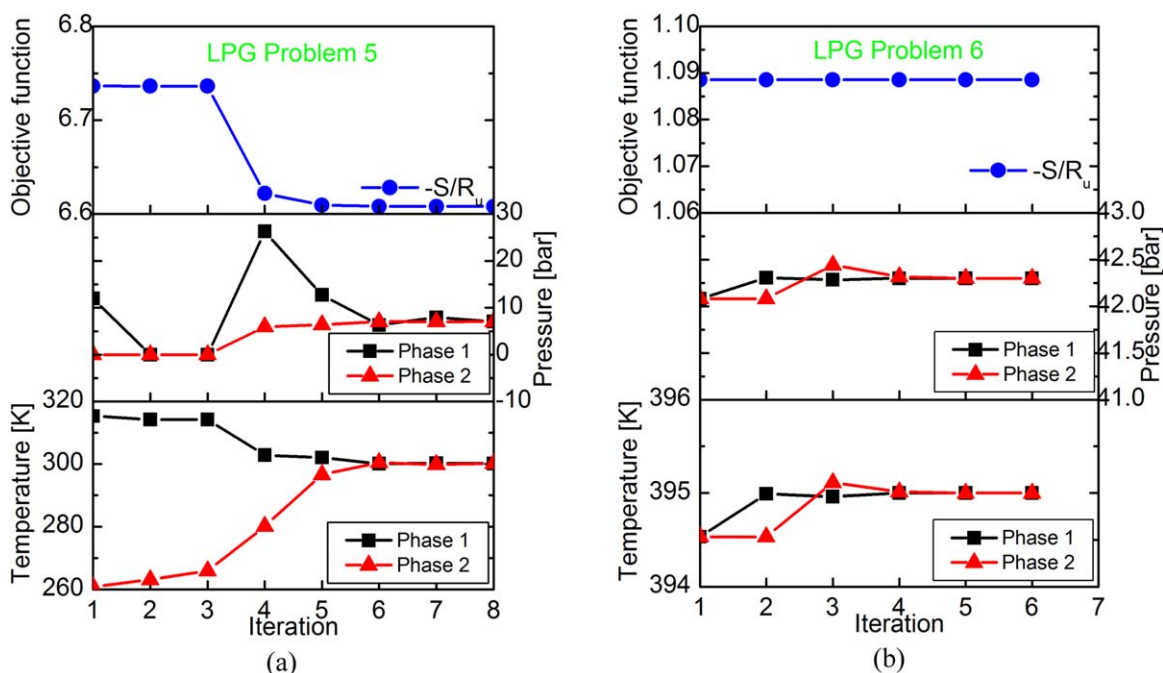 LPG Problem 5
Objective function
6.8
6.7
6.6
-S/Ru
Pressure [bar]
30
20
10
0
-10
Phase 1
Phase 2
Temperature [K]
320
300
280
260
Phase 1
Phase 2
1 2 3 4 5 6 7 8
Iteration
(a)
LPG Problem 6
Objective function
1.10
1.09
1.08
1.07
1.06
-S/Ru
Pressure [bar]
43.0
42.5
42.0
41.5
41.0
Phase 1
Phase 2
Temperature [K]
396
395
394
Phase 1
Phase 2
1 2 3 4 5 6 7
Iteration
(b)